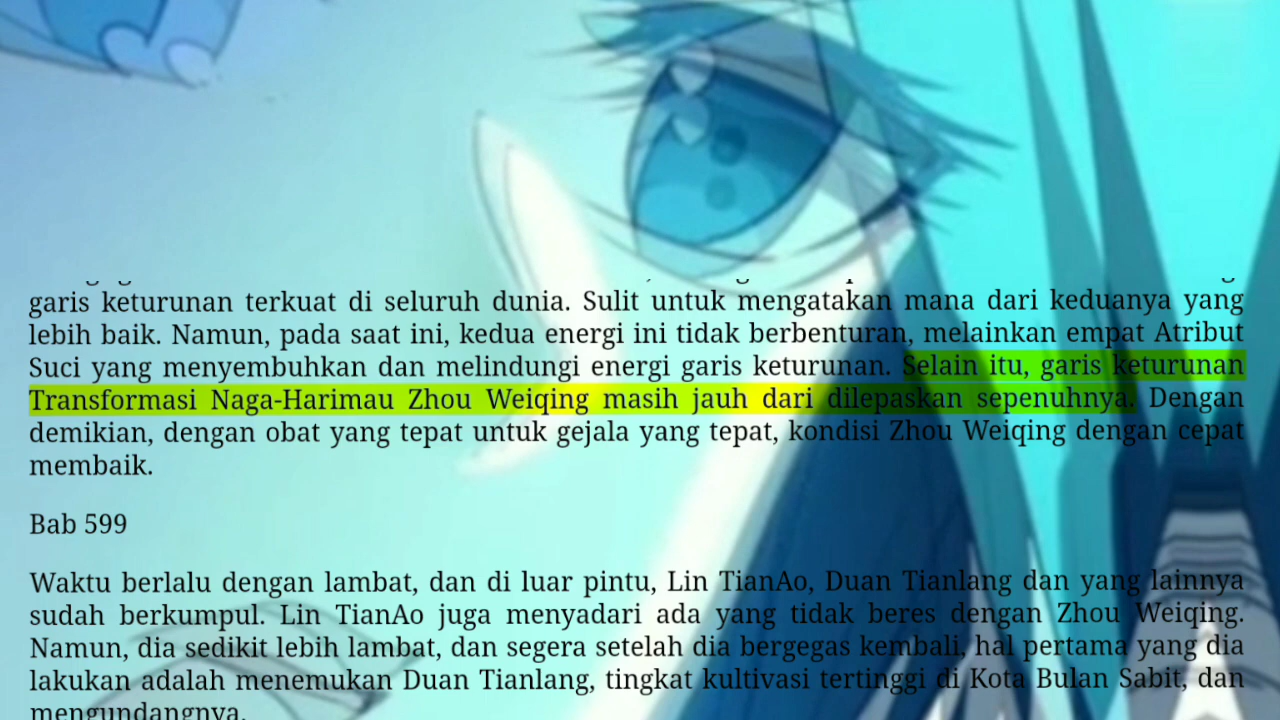 garis keturunan terkuat di seluruh dunia. Sulit untuk mengatakan mana dari keduanya yang
lebih baik. Namun, pada saat ini, kedua energi ini tidak berbenturan, melainkan empat Atribut
Suci yang menyembuhkan dan melindungi energi garis keturunan. Selain itu, garis keturunan
Transformasi Naga-Harimau Zhou Weiqing masih jauh dari dilepaskan sepenuhnya. Dengan
demikian, dengan obat yang tepat untuk gejala yang tepat, kondisi Zhou Weiqing dengan cepat
membaik.
Bab 599
Waktu berlalu dengan lambat, dan di luar pintu, Lin TianAo, Duan Tianlang dan yang lainnya
sudah berkumpul. Lin TianAo juga menyadari ada yang tidak beres dengan Zhou Weiqing.
Namun, dia sedikit lebih lambat, dan segera setelah dia bergegas kembali, hal pertama yang dia
lakukan adalah menemukan Duan Tianlang, tingkat kultivasi tertinggi di Kota Bulan Sabit, dan
mengundangnya.